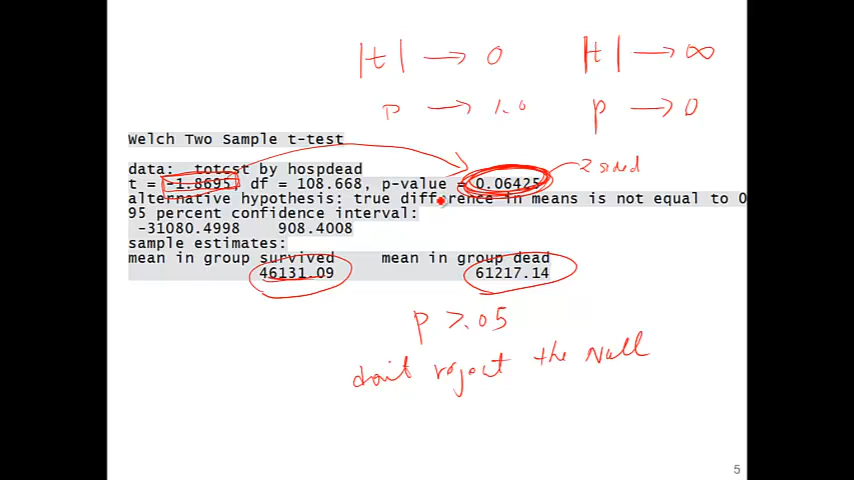 |t| → 0 |t| → ∞
p → 1.0 p → 0
Welch Two Sample t-test
data: totcst by hospdead
t = -1.8695, df = 108.668, p-value = 0.06425
2 sided
alternative hypothesis: true difference in means is not equal to 0
95 percent confidence interval:
-31080.4998 908.4008
sample estimates:
mean in group survived mean in group dead
46131.09 61217.14
p >.05
don't reject the Null
5